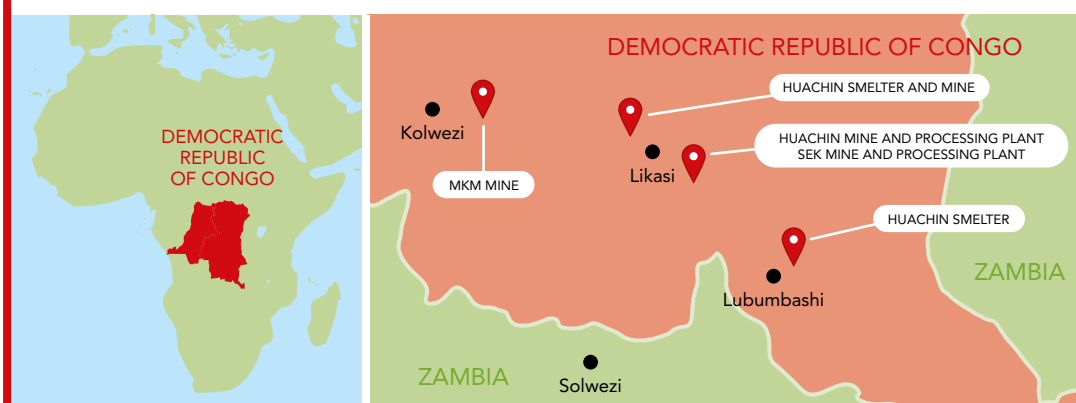 DEMOCRATIC
REPUBLIC
OF CONGO
DEMOCRATIC REPUBLIC OF CONGO
HUACHIN SMELTER AND MINE
Kolwezi
HUACHIN MINE AND PROCESSING PLANT
SEK MINE AND PROCESSING PLANT
Likasi
MKM MINE
HUACHIN SMELTER
ZAMBIA
Lubumbashi
ZAMBIA
Solwezi